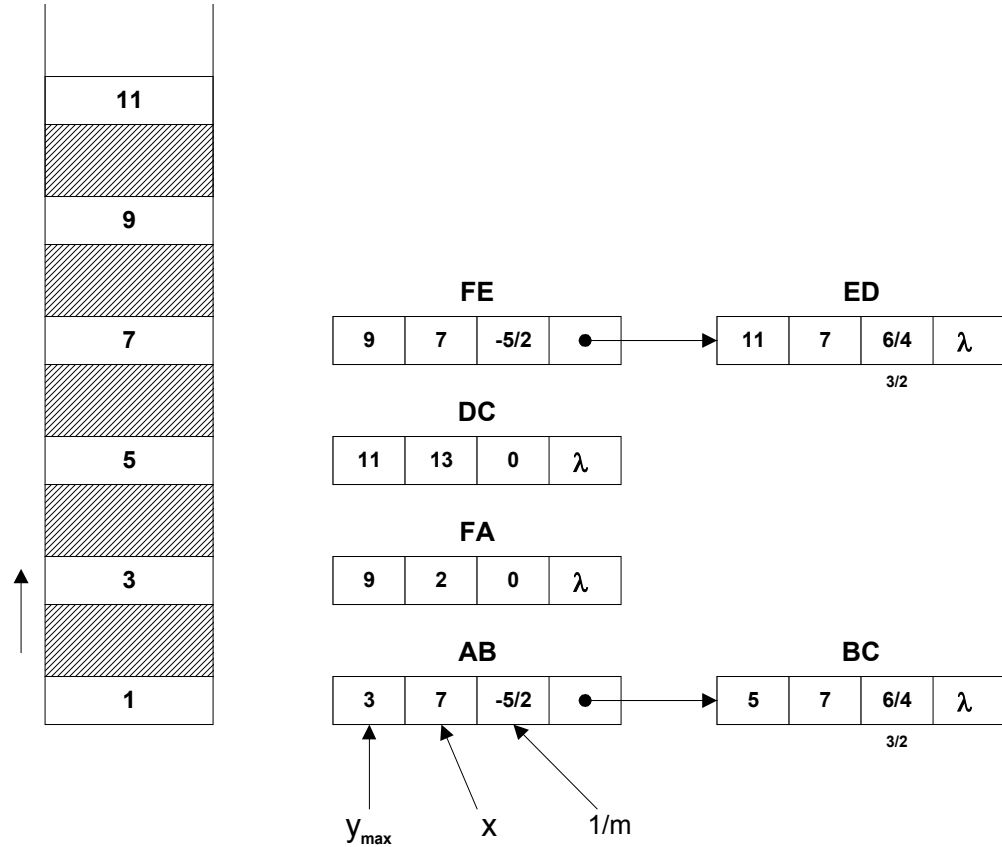 11
9
FE ED
7 9 7 -5/2 11 7 6/4 λ
3/2
DC
5 11 13 0 λ
FA
3 9 2 0 λ
AB BC
1 3 7 -5/2 5 7 6/4 λ
3/2
ymax x 1/m